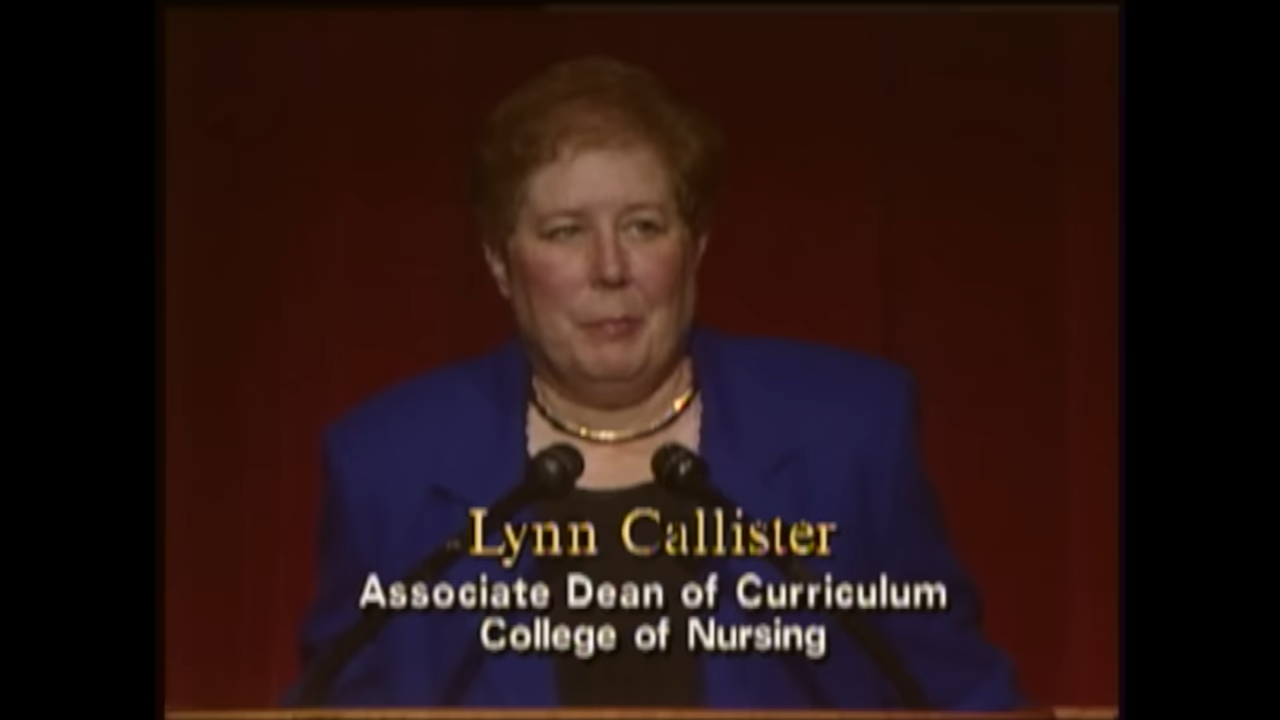 Lynn Callister
Associate Dean of Curriculum
College of Nursing